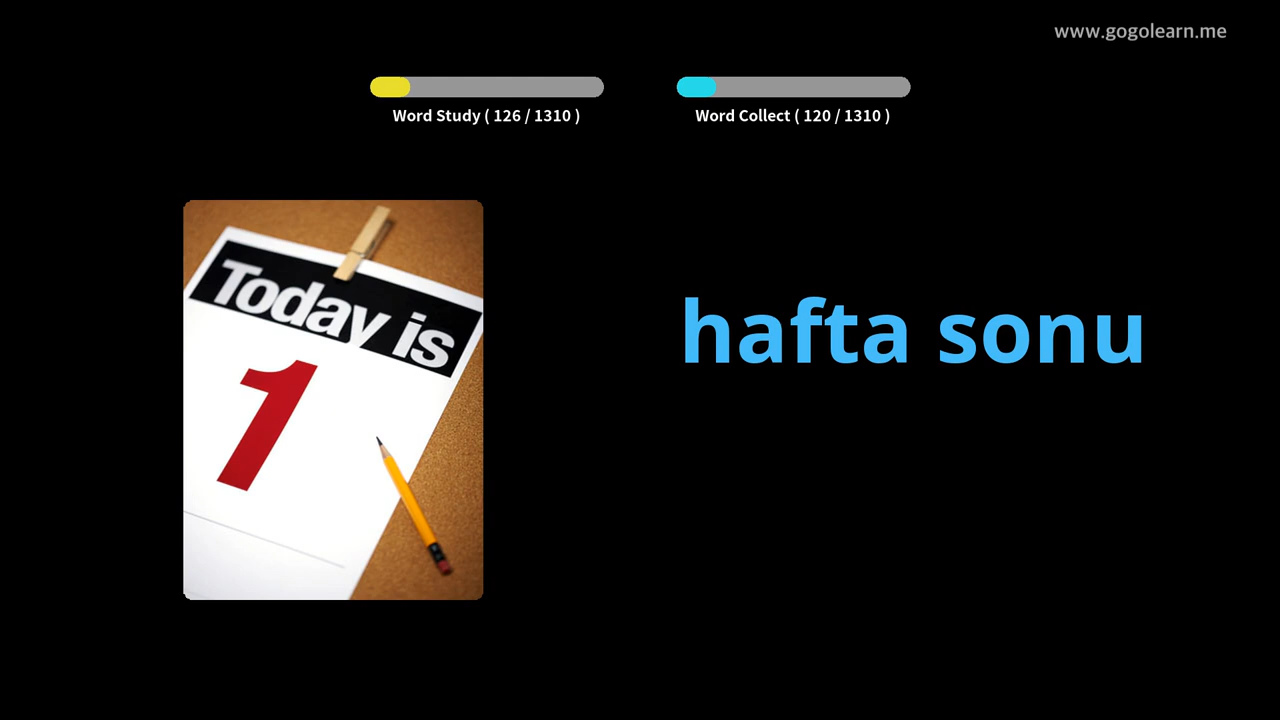 www.gogolearn.me
Word Study ( 126 / 1310 )
Word Collect ( 120 / 1310 )
Today is
1
hafta sonu